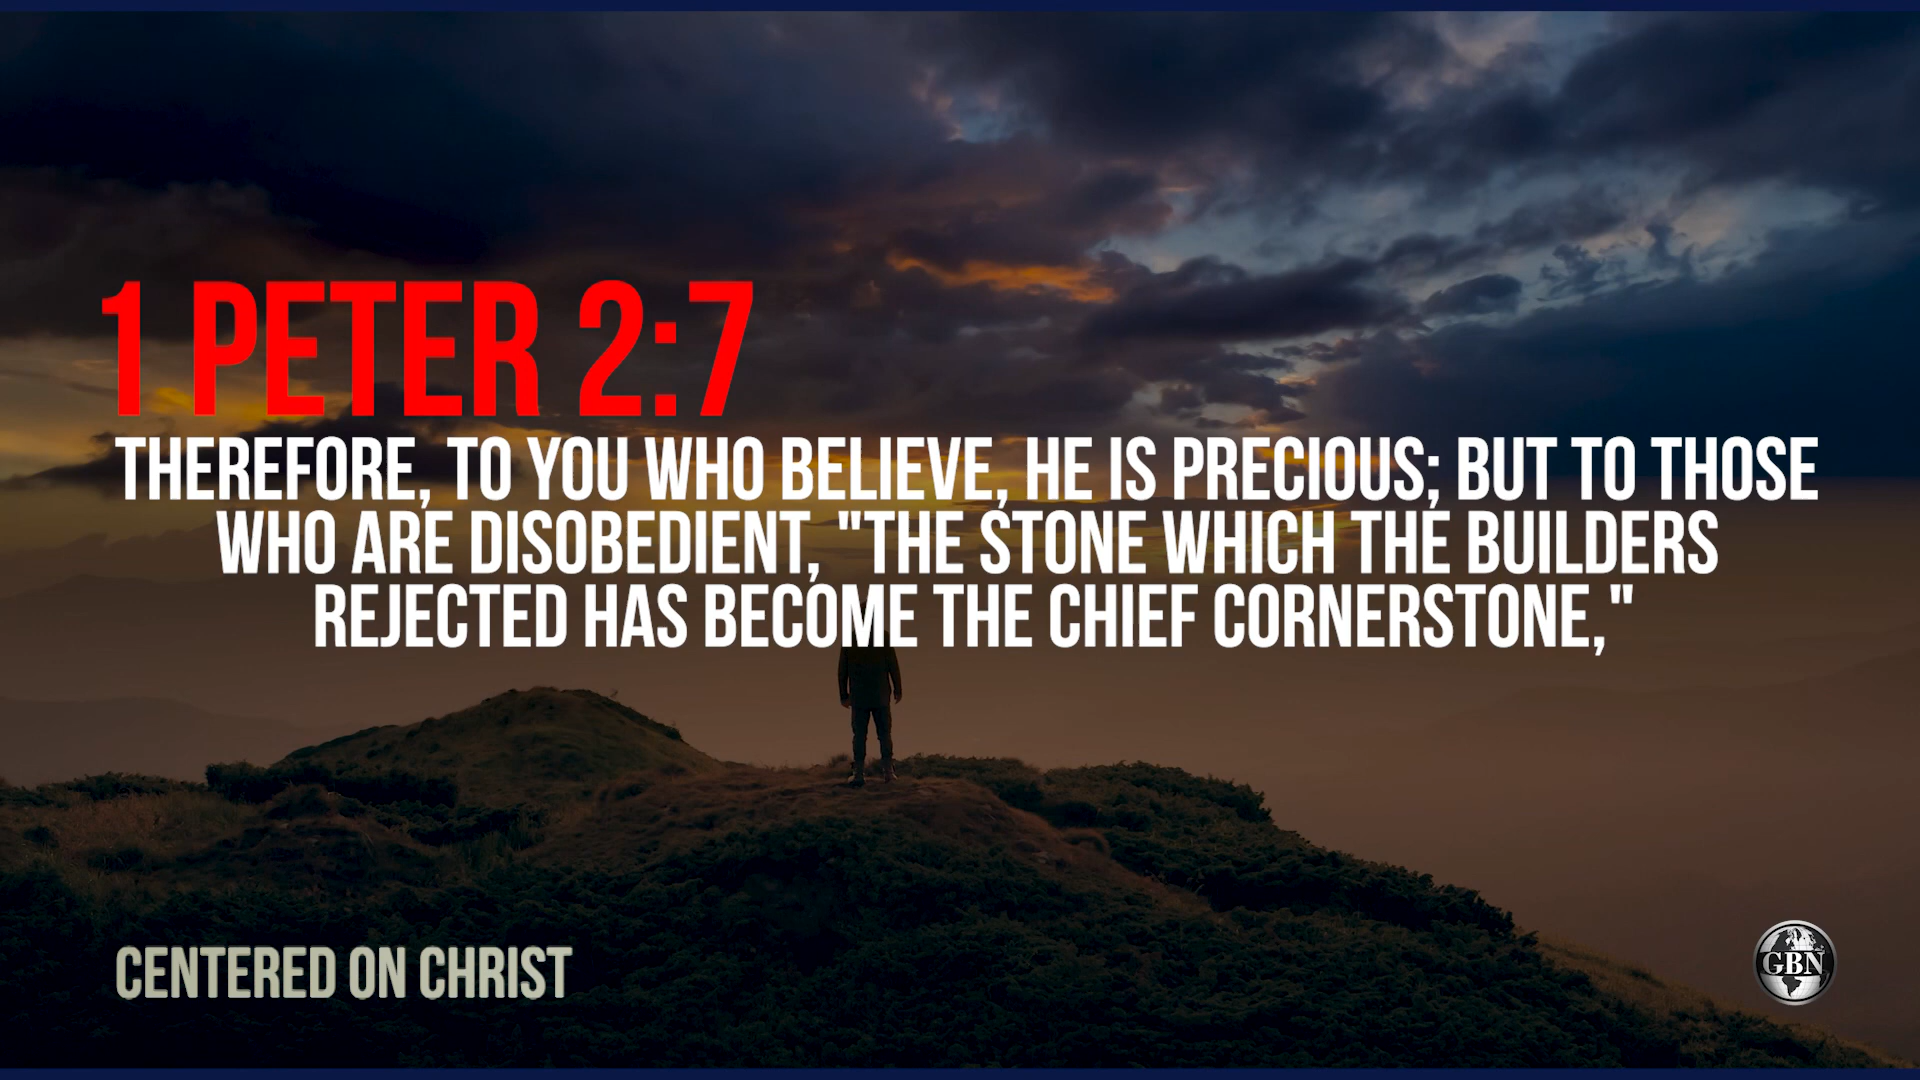 1 PETER 2:7
THEREFORE, TO YOU WHO BELIEVE, HE IS PRECIOUS; BUT TO THOSE
WHO ARE DISOBEDIENT, "THE STONE WHICH THE BUILDERS
REJECTED HAS BECOME THE CHIEF CORNERSTONE,"
CENTERED ON CHRIST
GBN